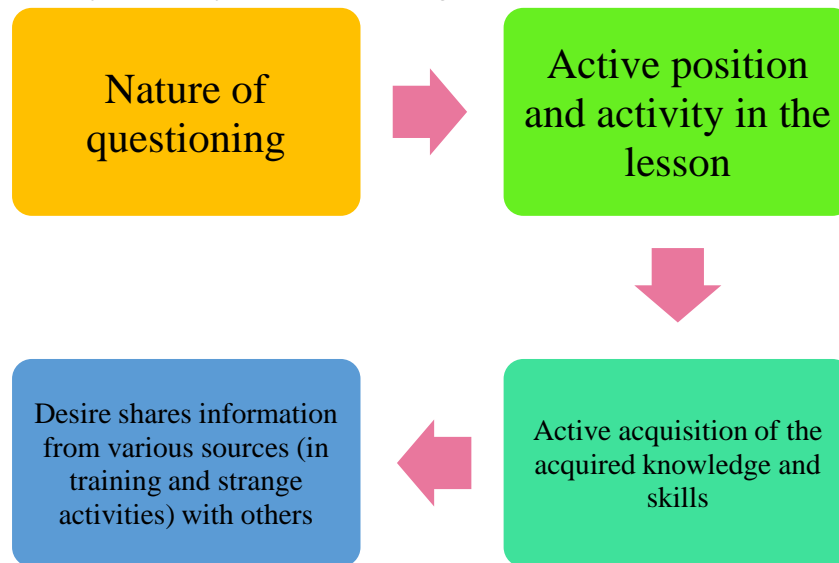 Nature of
questioning
Active position
and activity in the
lesson
Active acquisition of the
acquired knowledge and
skills
Desire shares information
from various sources (in
training and strange
activities) with others